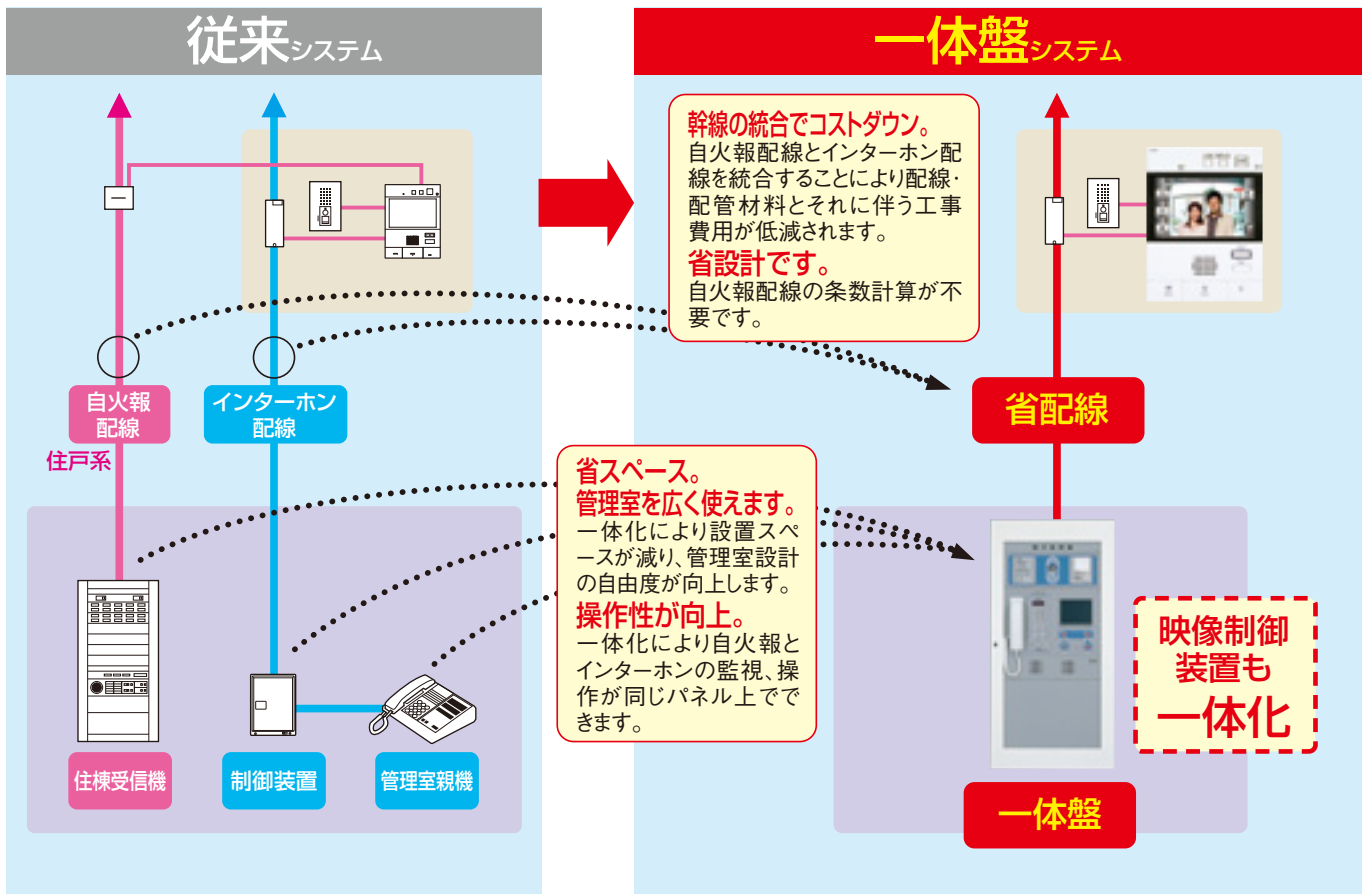 従来システム
一体盤システム
幹線の統合でコストダウン。
自火報配線とインターホン配
線を統合することにより配線・
配管材料とそれに伴う工事
費用が低減されます。
省設計です。
自火報配線の条数計算が不
要です。
自火報
配線
インターホン
配線
住戸系
省配線
省スペース。
管理室を広く使えます。
一体化により設置スペ
ースが減り、管理室設計
の自由度が向上します。
操作性が向上。
一体化により自火報と
インターホンの監視、操
作が同じパネル上ででき
ます。
映像制御
装置も
一体化
住棟受信機
制御装置
管理室親機
一体盤